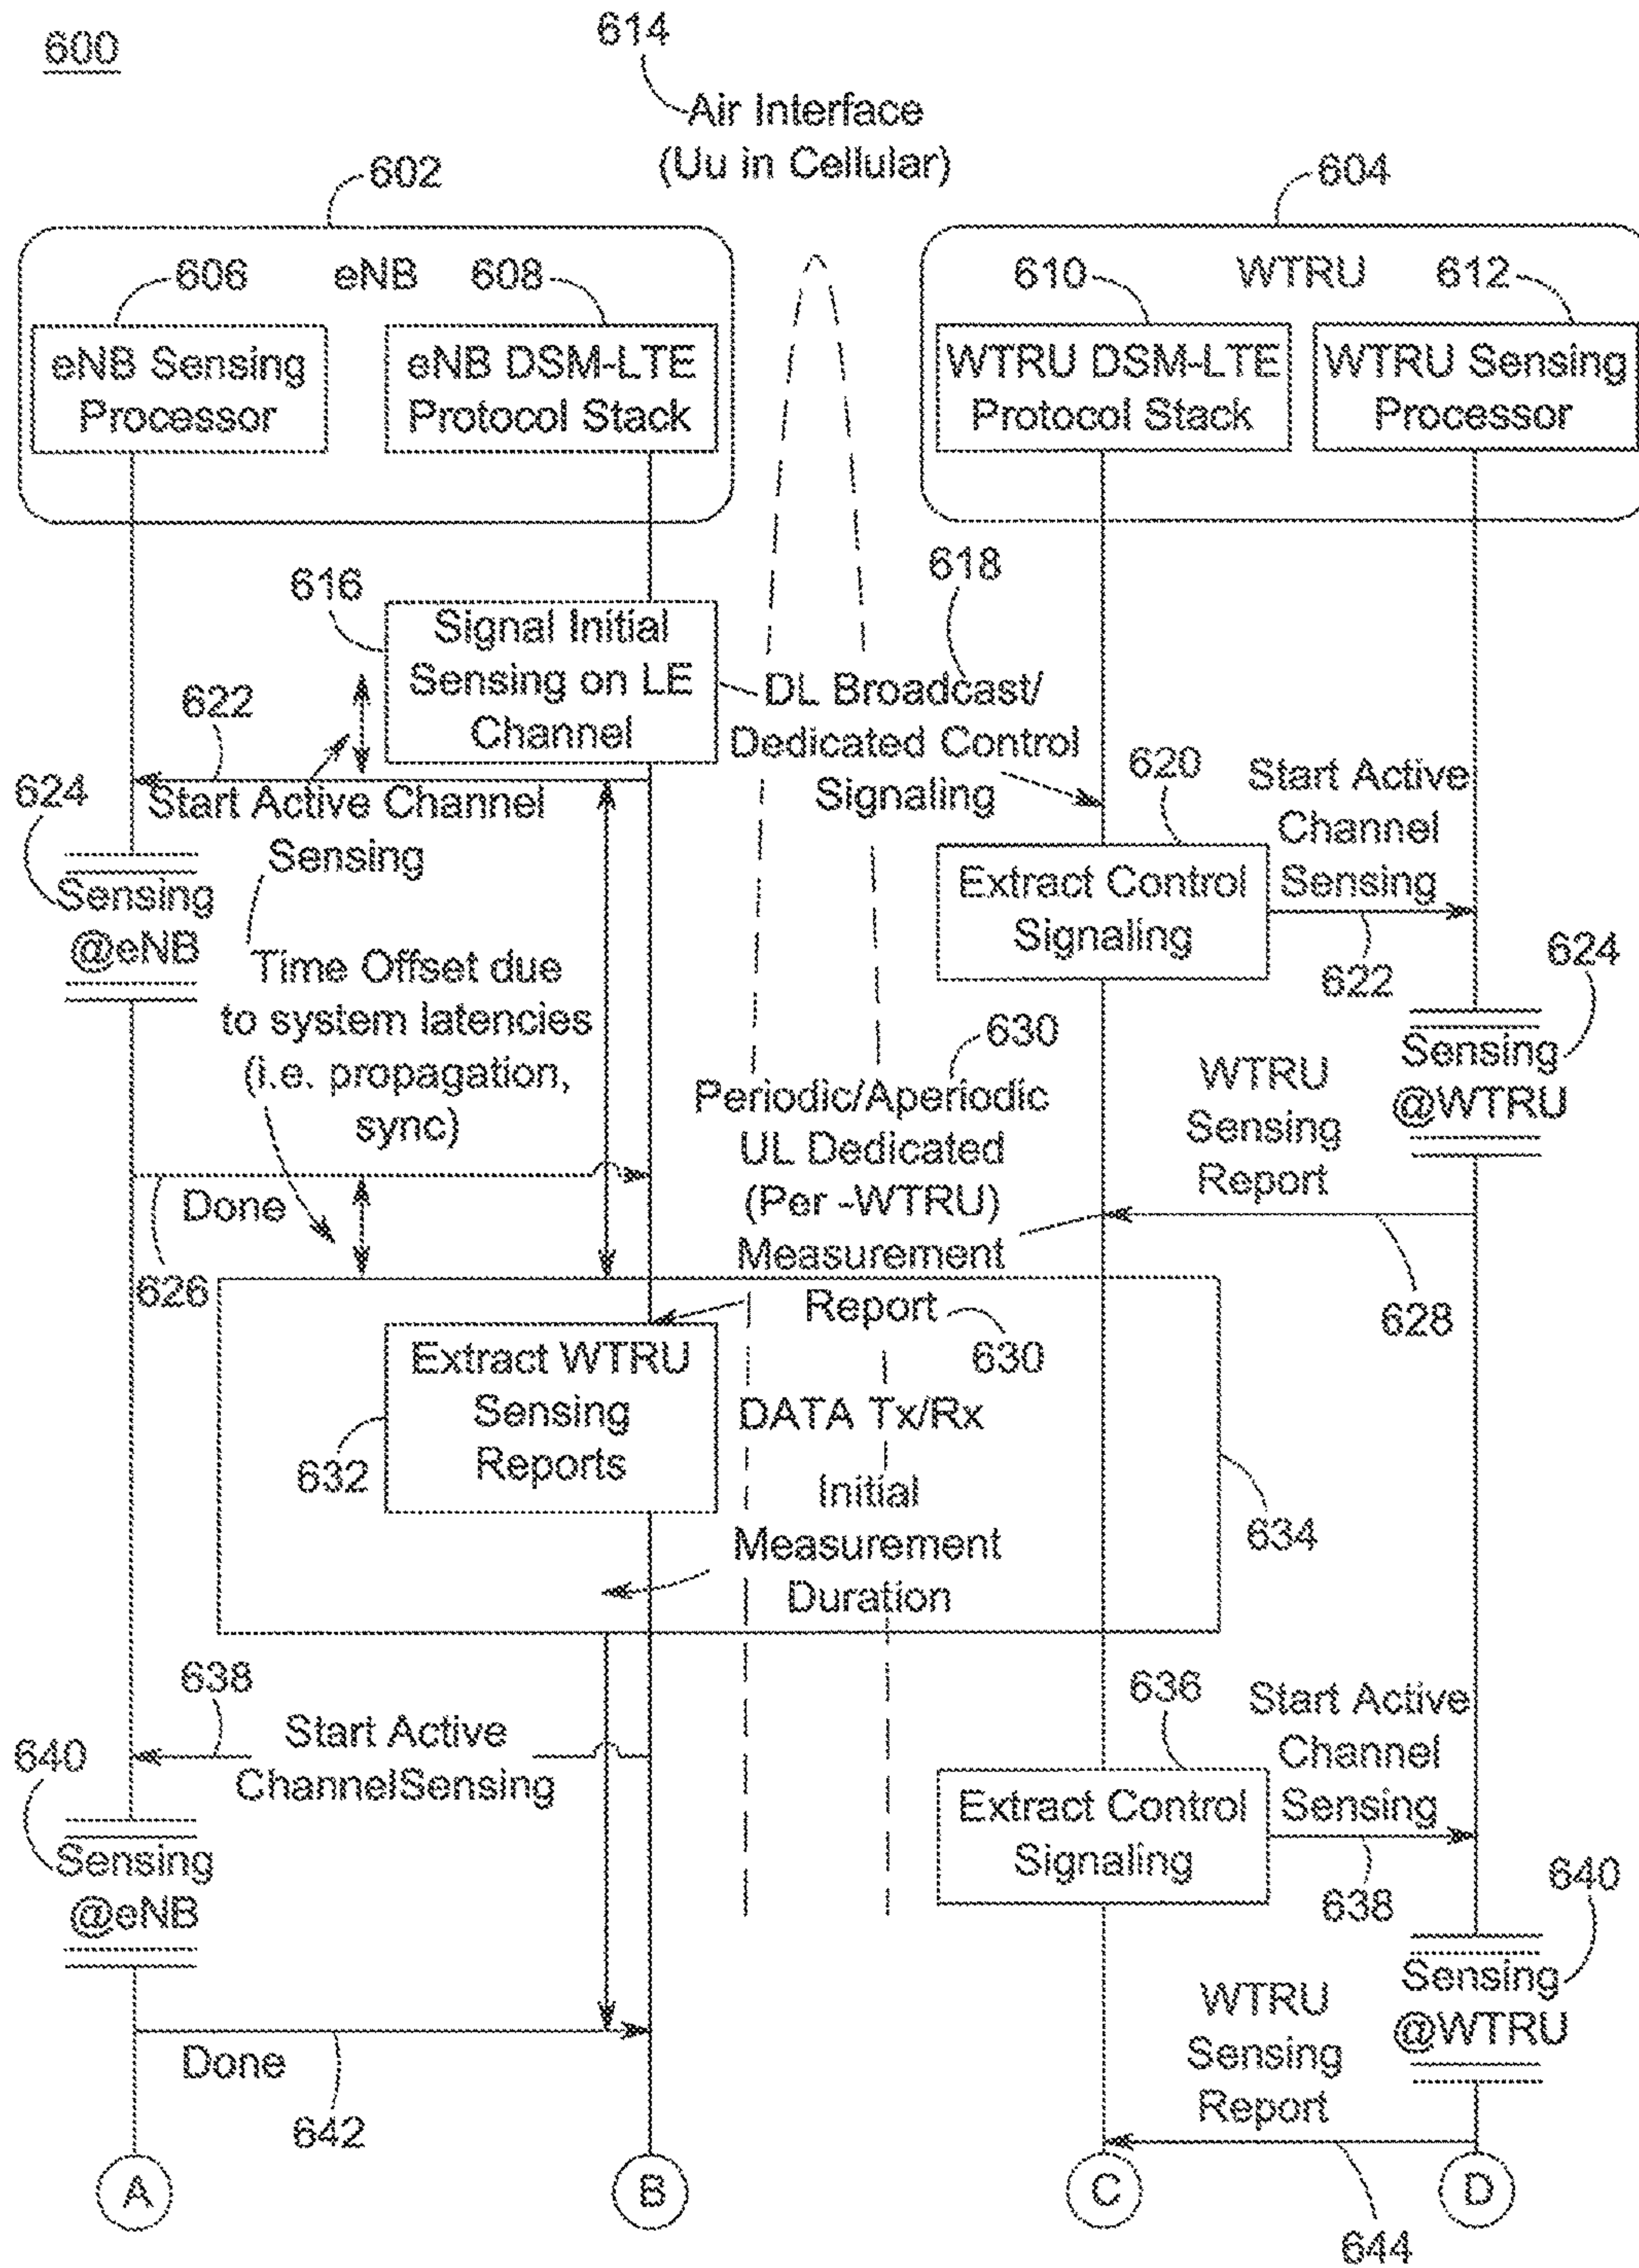 600
614
Air Interface
(Uu in Cellular)
602
604
606 eNB 608
610 WTRU 612
eNB Sensing
Processor
eNB DSM-LTE
Protocol Stack
WTRU DSM-LTE
Protocol Stack
WTRU Sensing
Processor
616
Signal Initial
Sensing on LE
Channel
618
DL Broadcast/
Dedicated Control
Signaling
622
Start Active Channel
Sensing
624
Sensing
@eNB
620
Extract Control
Signaling
Start Active
Channel
Sensing
622
624
Sensing
@WTRU
Time Offset due
to system latencies
(i.e. propagation,
sync)
630
Periodic/Aperiodic
UL Dedicated
(Per -WTRU)
Measurement
Report
630
WTRU
Sensing
Report
628
Done
626
Extract WTRU
Sensing
Reports
632
DATA Tx/Rx
Initial
Measurement
Duration
634
638
Start Active
ChannelSensing
640
Sensing
@eNB
636
Extract Control
Signaling
Start Active
Channel
Sensing
638
640
Sensing
@WTRU
Done
642
WTRU
Sensing
Report
644
A
B
C
D